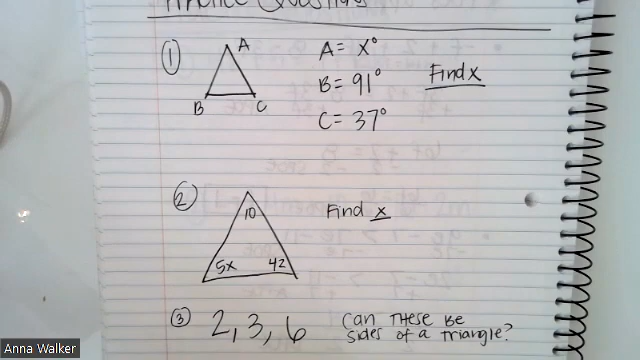 Practice Questions
① A A = x°
B = 91° Find x
B C C = 37°
② 10 Find x
5x 42
③ 2, 3, 6 Can THESE BE
sides of a triangle?
Anna Walker